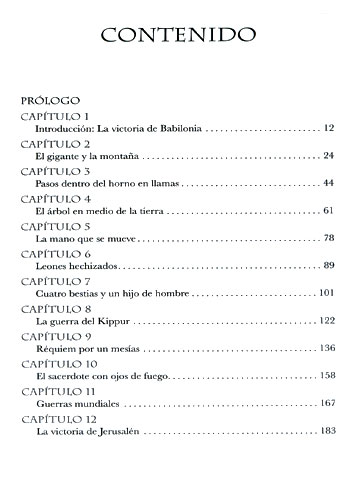 CONTENIDO
PRÓLOGO
CAPÍTULO 1
Introducción: La victoria de Babilonia ........................ 12
CAPÍTULO 2
El gigante y la montaña ..................................... 24
CAPÍTULO 3
Pasos dentro del horno en llamas ............................ 44
CAPÍTULO 4
El árbol en medio de la tierra .............................. 61
CAPÍTULO 5
La mano que se mueve ........................................ 78
CAPÍTULO 6
Leones hechizados............................................ 89
CAPÍTULO 7
Cuatro bestias y un hijo de hombre ......................... 101
CAPÍTULO 8
La guerra del Kippur ....................................... 122
CAPÍTULO 9
Réquiem por un mesías ...................................... 136
CAPÍTULO 10
El sacerdote con ojos de fuego.............................. 158
CAPÍTULO 11
Guerras mundiales .......................................... 167
CAPÍTULO 12
La victoria de Jerusalén ................................... 183